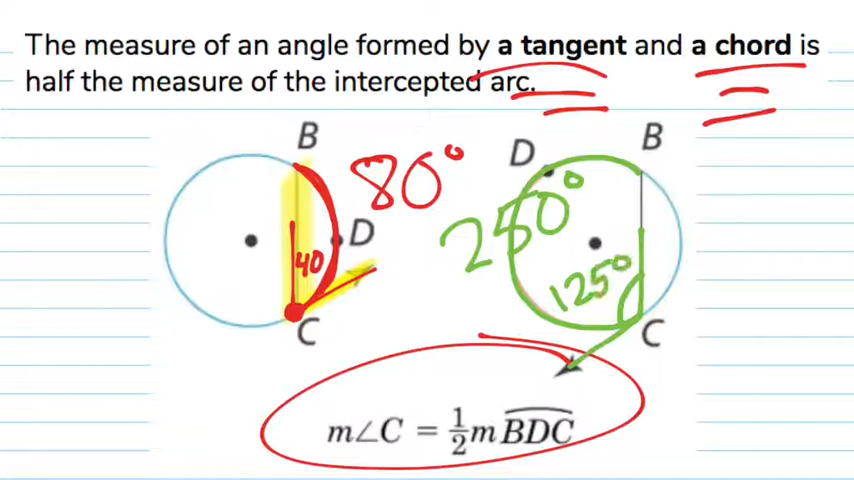 The measure of an angle formed by a tangent and a chord is
half the measure of the intercepted arc.
B
80°
D
40
C
D
B
250°
125°
C
m∠C = 1/2 m BDC